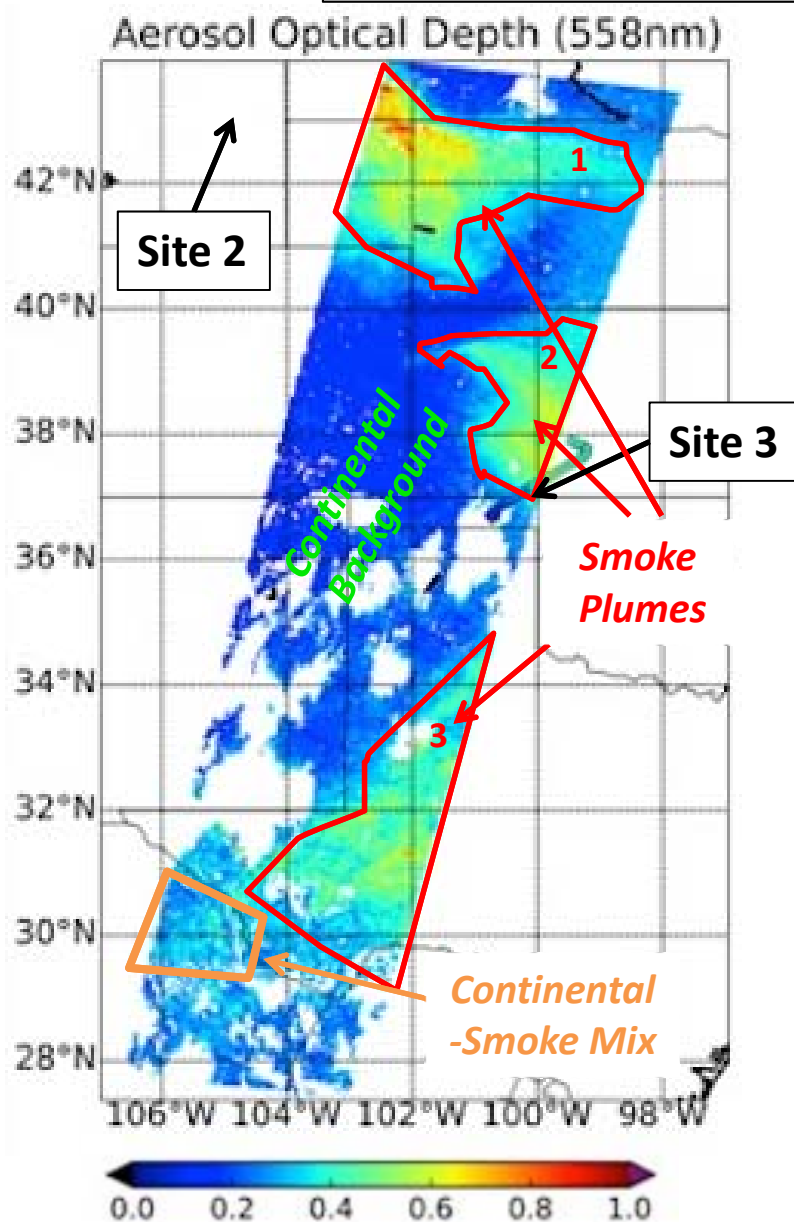 Aerosol Optical Depth (558nm)
1
42°N
Site 2
40°N
2
38°N
Site 3
Continental
Background
36°N
Smoke
Plumes
34°N
3
32°N
30°N
Continental
-Smoke Mix
28°N
106°W 104°W 102°W 100°W 98°W
0.0 0.2 0.4 0.6 0.8 1.0